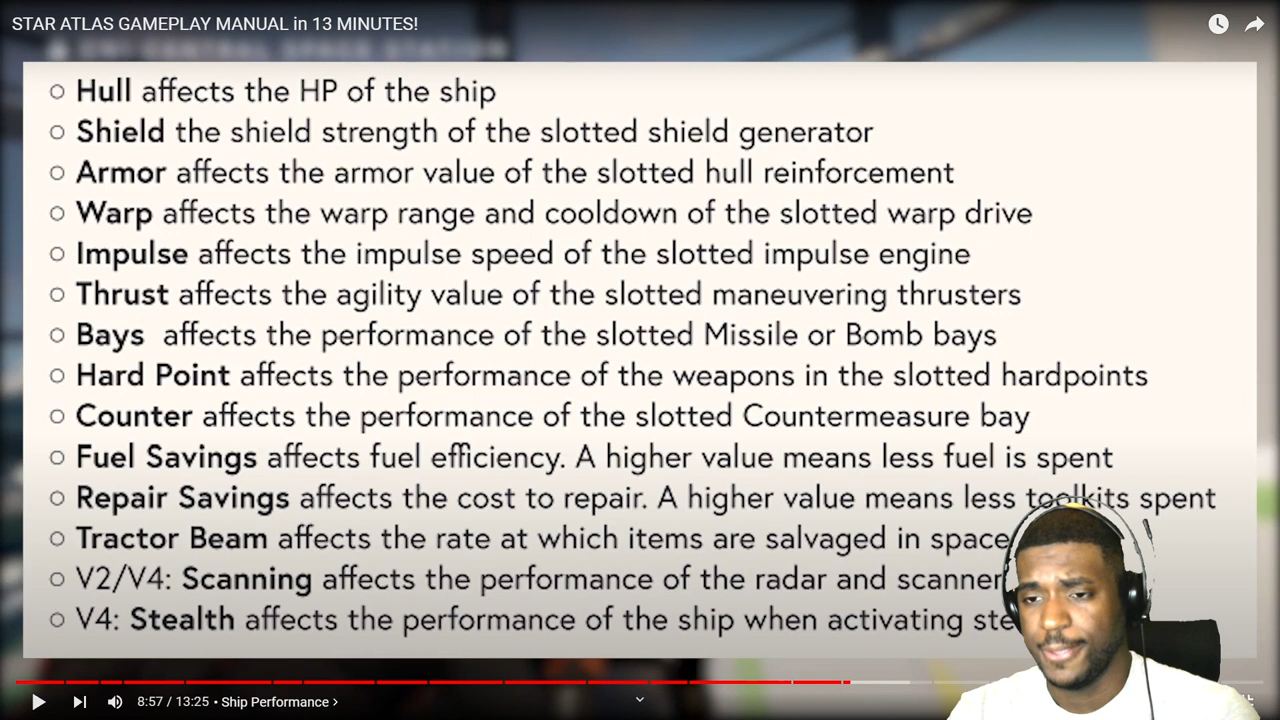 STAR ATLAS GAMEPLAY MANUAL in 13 MINUTES!
Hull affects the HP of the ship
Shield the shield strength of the slotted shield generator
Armor affects the armor value of the slotted hull reinforcement
Warp affects the warp range and cooldown of the slotted warp drive
Impulse affects the impulse speed of the slotted impulse engine
Thrust affects the agility value of the slotted maneuvering thrusters
Bays affects the performance of the slotted Missile or Bomb bays
Hard Point affects the performance of the weapons in the slotted hardpoints
Counter affects the performance of the slotted Countermeasure bay
Fuel Savings affects fuel efficiency. A higher value means less fuel is spent
Repair Savings affects the cost to repair. A higher value means less toolkits spent
Tractor Beam affects the rate at which items are salvaged in space
V2/V4: Scanning affects the performance of the radar and scanner
V4: Stealth affects the performance of the ship when activating
8:57 / 13:25 • Ship Performance >